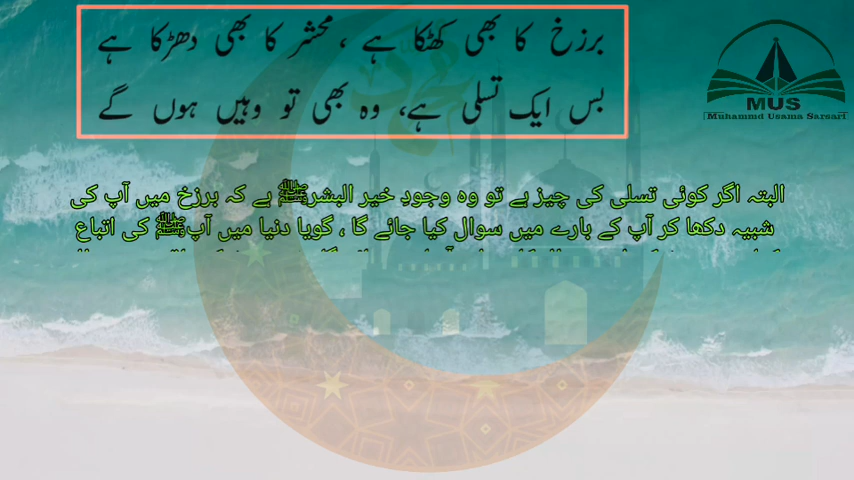 برزخ کا بھی کھٹکا ہے ، محشر کا بھی دھڑکا ہے
بس ایک تسلی ہے، وہ بھی تو وہیں ہوں گے
MUS
Muhammd Usama Sarsari
البتہ اگر کوئی تسلی کی چیز ہے تو وہ وجودِ خیر البشرﷺ ہے کہ برزخ میں آپ کی
شبیہ دکھا کر آپ کے بارے میں سوال کیا جائے گا ، گویا دنیا میں آپﷺ کی اتباع